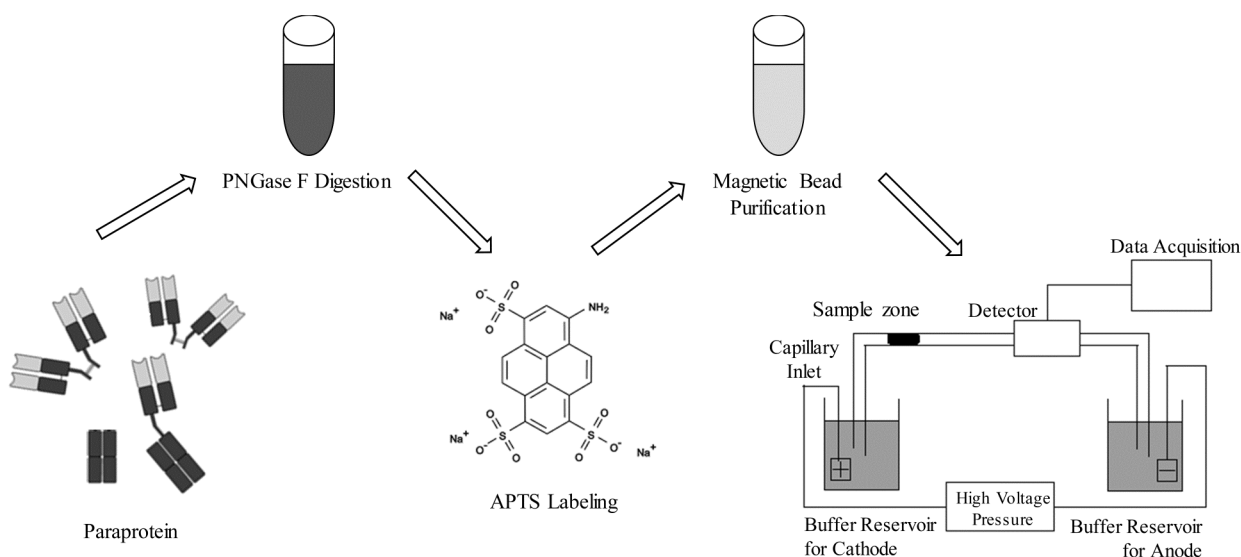 PNGase F Digestion
Magnetic Bead
Purification
Paraprotein
Na+
O-
S
O
O
NH2
O
S
O-
O
Na+
O
S
O
O-
Na+
APTS Labeling
Data Acquisition
Sample zone
Detector
Capillary
Inlet
+
−
High Voltage
Pressure
Buffer Reservoir
for Cathode
Buffer Reservoir
for Anode